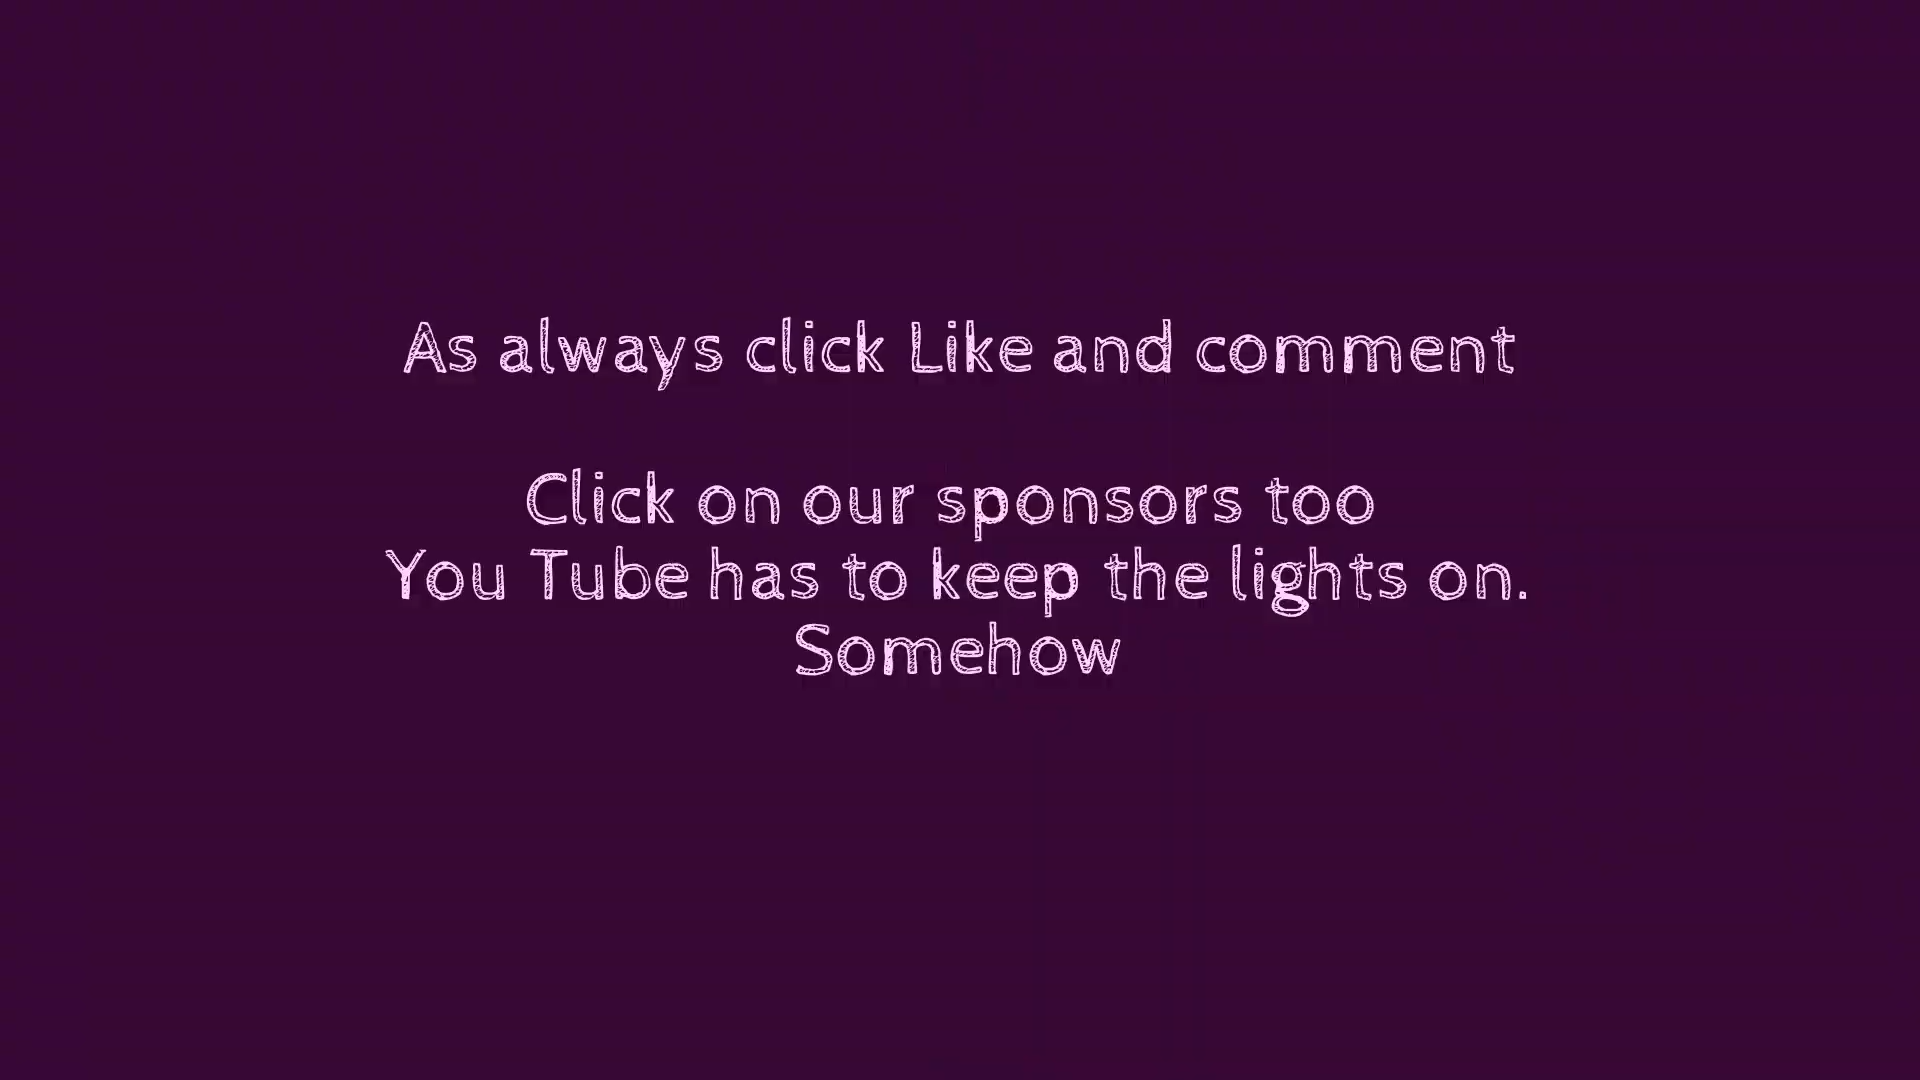 As always click Like and comment
Click on our sponsors too
You Tube has to keep the lights on.
Somehow